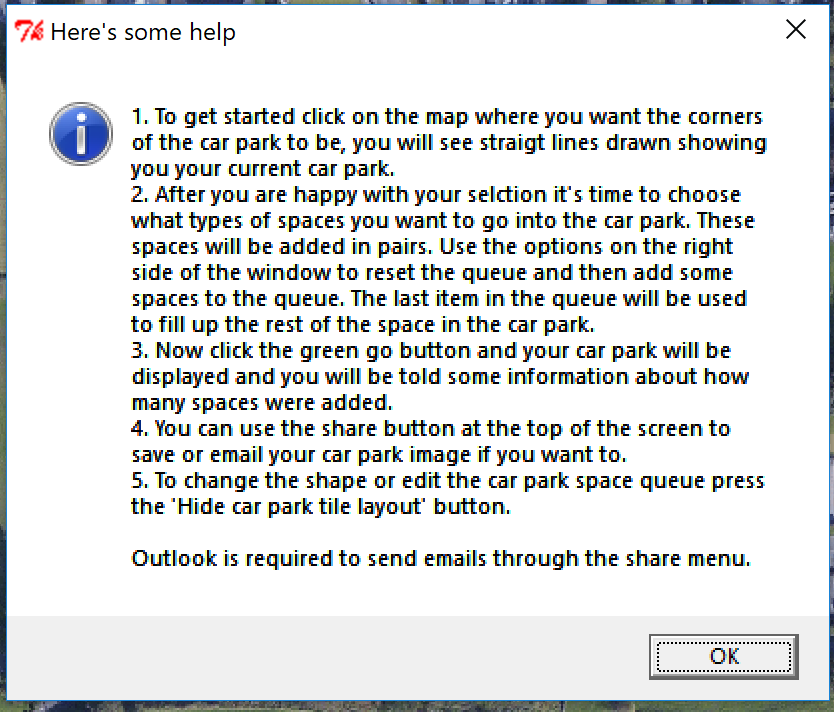 Here's some help
1. To get started click on the map where you want the corners
of the car park to be, you will see straigt lines drawn showing
you your current car park.
2. After you are happy with your selction it's time to choose
what types of spaces you want to go into the car park. These
spaces will be added in pairs. Use the options on the right
side of the window to reset the queue and then add some
spaces to the queue. The last item in the queue will be used
to fill up the rest of the space in the car park.
3. Now click the green go button and your car park will be
displayed and you will be told some information about how
many spaces were added.
4. You can use the share button at the top of the screen to
save or email your car park image if you want to.
5. To change the shape or edit the car park space queue press
the 'Hide car park tile layout' button.
Outlook is required to send emails through the share menu.
OK